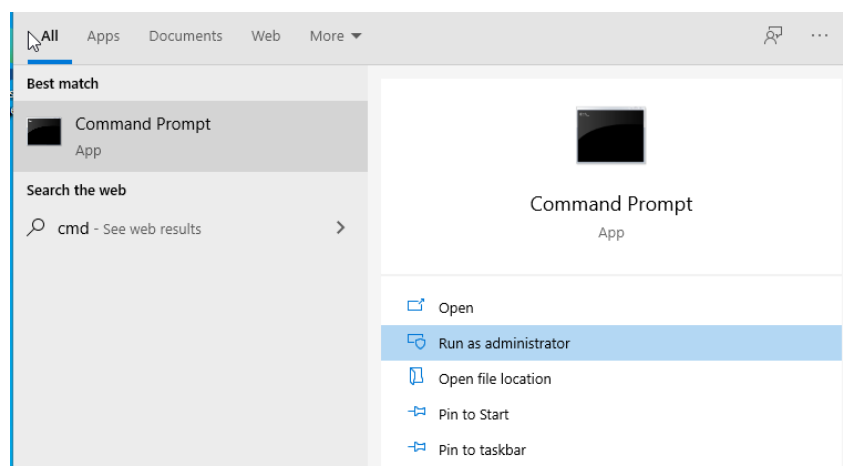 All Apps Documents Web More
Best match
Command Prompt
App
Search the web
cmd - See web results
Command Prompt
App
Open
Run as administrator
Open file location
Pin to Start
Pin to taskbar